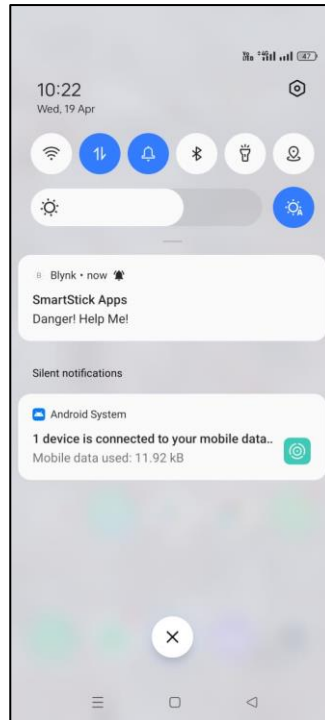 47
10:22
Wed, 19 Apr
Blynk • now
SmartStick Apps
Danger! Help Me!
Silent notifications
Android System
1 device is connected to your mobile data..
Mobile data used: 11.92 kB